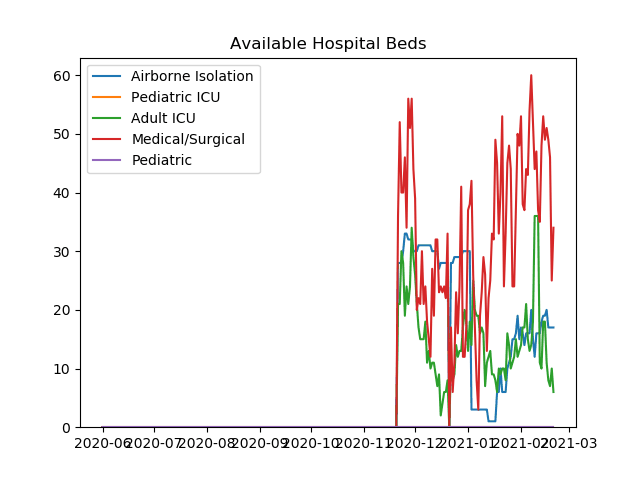 Available Hospital Beds
Airborne Isolation
Pediatric ICU
Adult ICU
Medical/Surgical
Pediatric
60
50
40
30
20
10
0
2020-06 2020-07 2020-08 2020-09 2020-10 2020-11 2020-12 2021-01 2021-02 2021-03